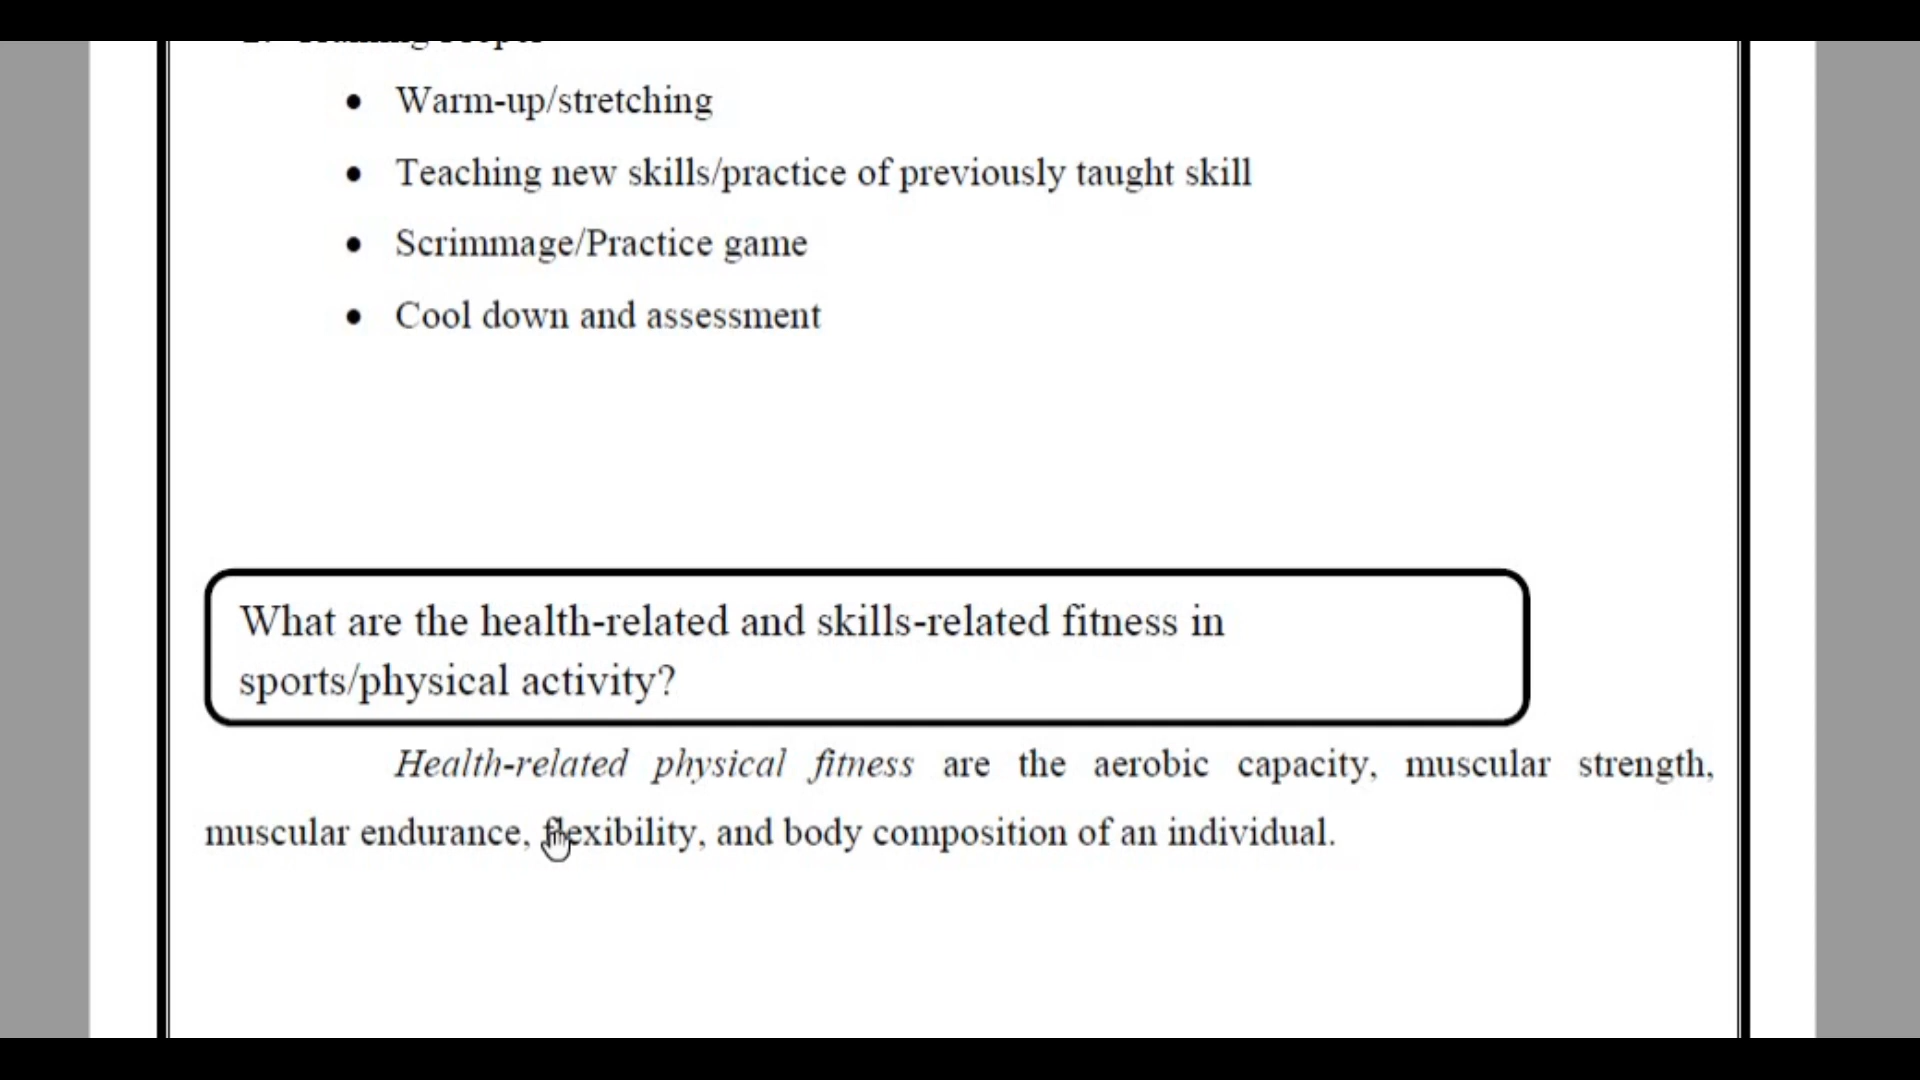 Warm-up/stretching
Teaching new skills/practice of previously taught skill
Scrimmage/Practice game
Cool down and assessment
What are the health-related and skills-related fitness in
sports/physical activity?
Health-related physical fitness are the aerobic capacity, muscular strength,
muscular endurance, flexibility, and body composition of an individual.